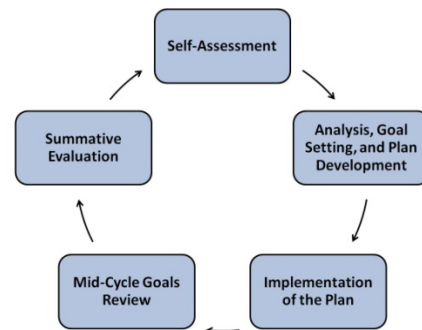 Self-Assessment
Analysis, Goal
Setting, and Plan
Development
Implementation
of the Plan
Mid-Cycle Goals
Review
Summative
Evaluation